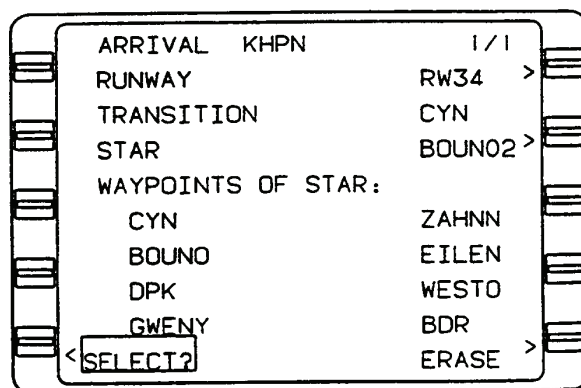 ARRIVAL KHPN 1/1
RUNWAY RW34 >
TRANSITION CYN
STAR BOUNO2 >
WAYPOINTS OF STAR:
CYN ZAHNN
BOUNO EILEN
DPK WESTO
GWENY BDR
< SELECT? ERASE >